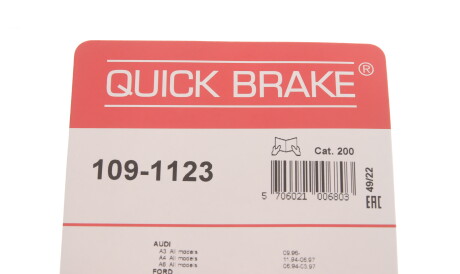 QUICK BRAKE®
109-1123
Cat. 200
5 706021 006803
49/22
EAC
AUDI
A3 All models 09.96-
A4 All models 11.94-06.97
A6 All models 06.94-03.97
FORD